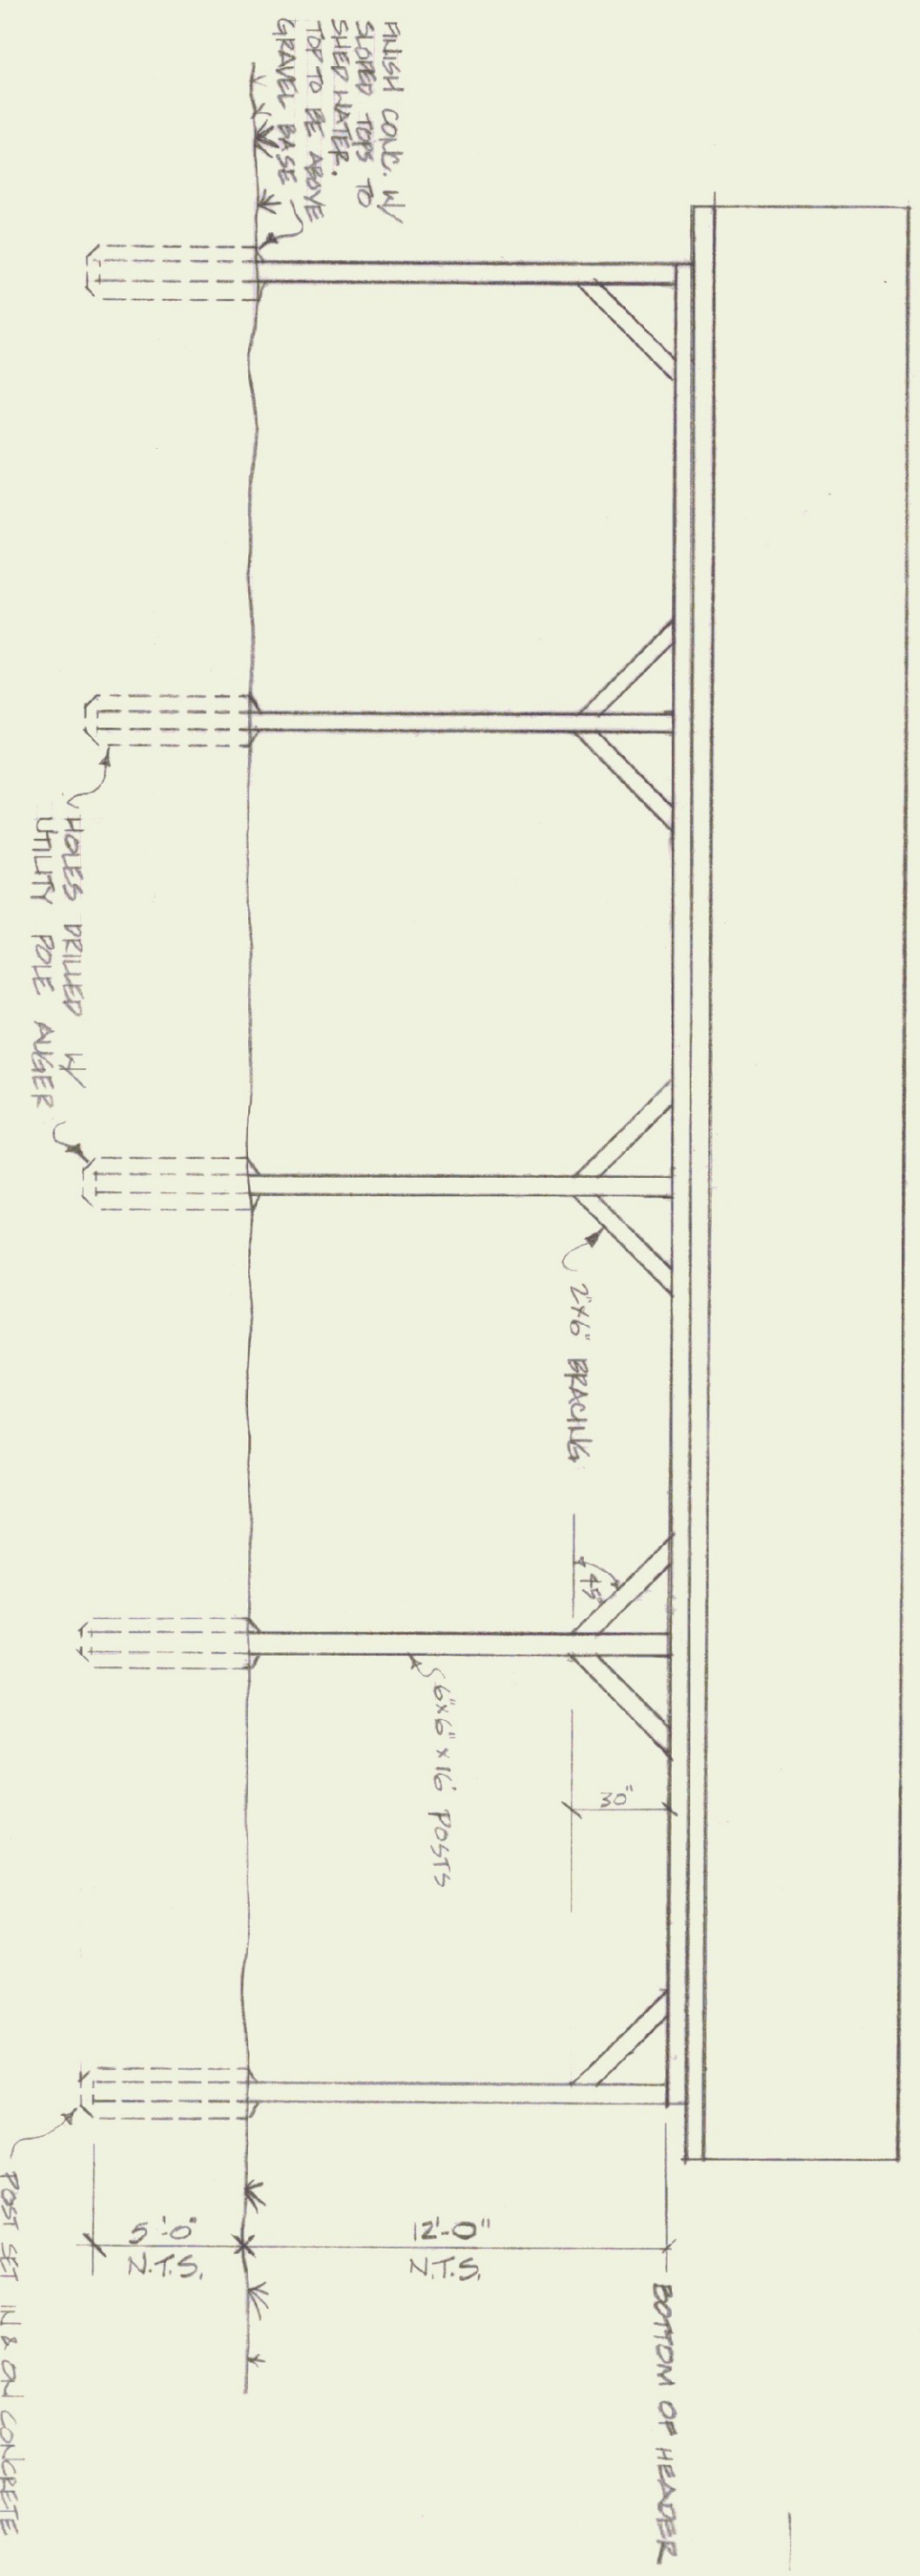 FINISH CONC. W/
SLOPED TOPS TO
SHED WATER.
TOP TO BE ABOVE
GRAVEL BASE
HOLES DRILLED W/
UTILITY POLE AUGER
2"x6" BRACING
45°
6"x6"x16' POSTS
30"
BOTTOM OF HEADER
12'-0"
N.T.S.
5'-0"
N.T.S.
POST SET IN & ON CONCRETE